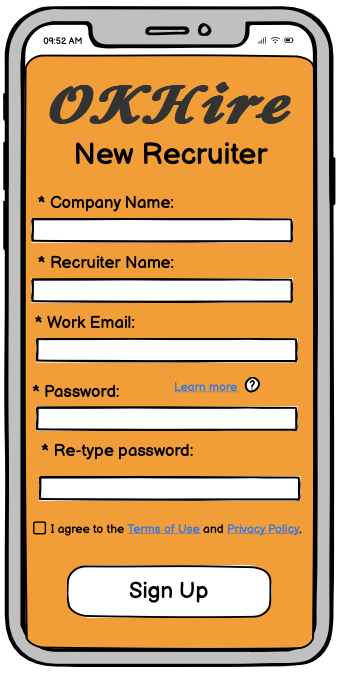 09:52 AM
OKHire
New Recruiter
* Company Name:
* Recruiter Name:
* Work Email:
* Password:
Learn more ?
* Re-type password:
I agree to the Terms of Use and Privacy Policy.
Sign Up